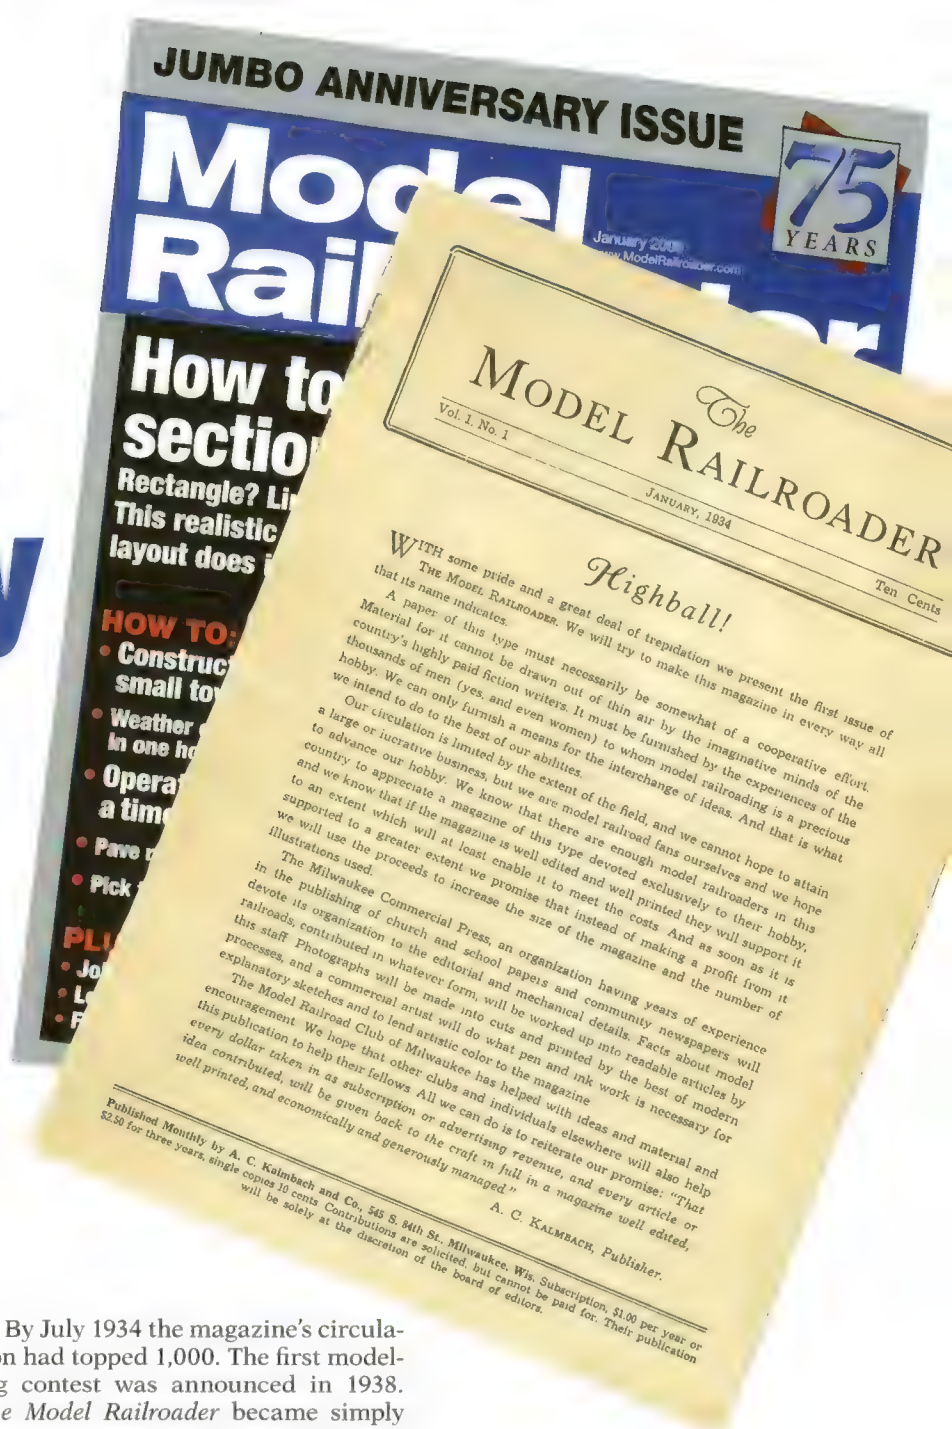 JUMBO ANNIVERSARY ISSUE
75
YEARS
Model
January 2009
www.ModelRailroader.com
How to
Rectangle?
This realistic
layout does
HOW TO:
• Construct
small
• Weather
In one
•
a
• Pave
• Pick
•
•
•
The
MODEL RAILROADER
Vol. 1, No. 1
JANUARY, 1934
Ten Cents
Highball!
WITH some pride and a great deal of trepidation we present the first issue of
THE MODEL RAILROADER. We will try to make this magazine in every way all
that its name indicates.
A paper of this type must necessarily be somewhat of a cooperative effort.
Material for it cannot be drawn out of thin air by the imaginative minds of the
country's highly paid fiction writers. It must be furnished by the experiences of the
thousands of men (yes, and even women) to whom model railroading is a precious
hobby. We can only furnish a means for the interchange of ideas. And that is what
we intend to do to the best of our abilities.
Our circulation is limited by the extent of the field, and we cannot hope to attain
a large or lucrative business, but we are model railroad fans ourselves and we hope
to advance our hobby. We know that there are enough model railroaders in this
country to appreciate a magazine of this type devoted exclusively to their hobby,
and we know that if the magazine is well edited and well printed they will support it
to an extent which will at least enable it to meet the costs And as soon as it is
supported to a greater extent we promise that instead of making a profit from it
we will use the proceeds to increase the size of the magazine and the number of
illustrations used.
The Milwaukee Commercial Press, an organization having years of experience
in the publishing of church and school papers and community newspapers will
devote its organization to the editorial and mechanical details. Facts about model
railroads, contributed in whatever form, will be worked up into readable articles by
this staff Photographs will be made into cuts and printed by the best of modern
processes, and a commercial artist will do what pen and ink work is necessary for
explanatory sketches and to lend artistic color to the magazine
The Model Railroad Club of Milwaukee has helped with ideas and material and
encouragement We hope that other clubs and individuals elsewhere will also help
this publication to help their fellows All we can do is to reiterate our promise: "That
every dollar taken in as subscription or advertising revenue, and every article or
idea contributed, will be given back to the craft in full in a magazine well edited,
well printed, and economically and generously managed"
A. C. KALMBACH, Publisher.
Published Monthly by A. C. Kalmbach and Co., 545 S. 84th St., Milwaukee, Wis. Subscription, $1.00 per year or
$2.50 for three years, single copies 10 cents Contributions are solicited, but cannot be paid for. Their publication
will be solely at the discretion of the board of editors.
By July 1934 the magazine's circula-
on had topped 1,000. The first model-
g contest was announced in 1938.
e Model Railroader became simply